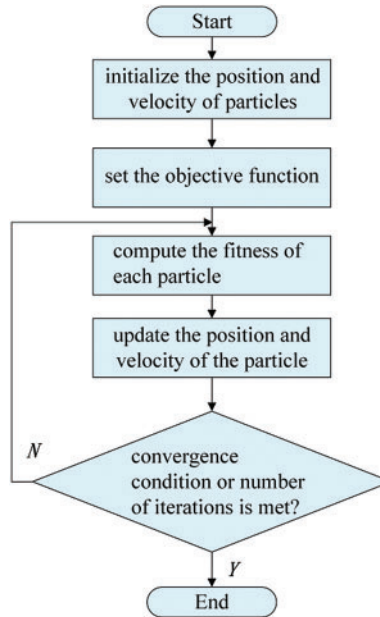 Start
initialize the position and
velocity of particles
set the objective function
compute the fitness of
each particle
update the position and
velocity of the particle
N
convergence
condition or number
of iterations is met?
Y
End